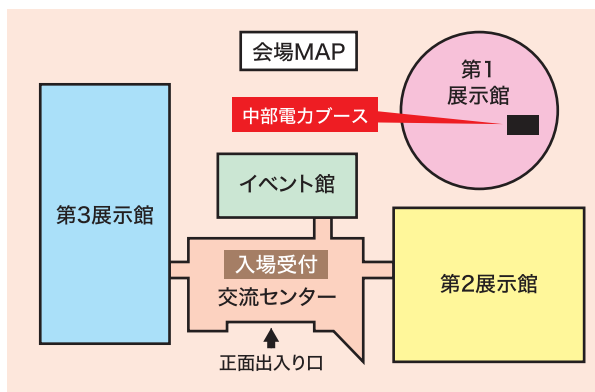 会場MAP
第1
展示館
中部電力ブース
イベント館
第3展示館
入場受付
交流センター
第2展示館
正面出入り口